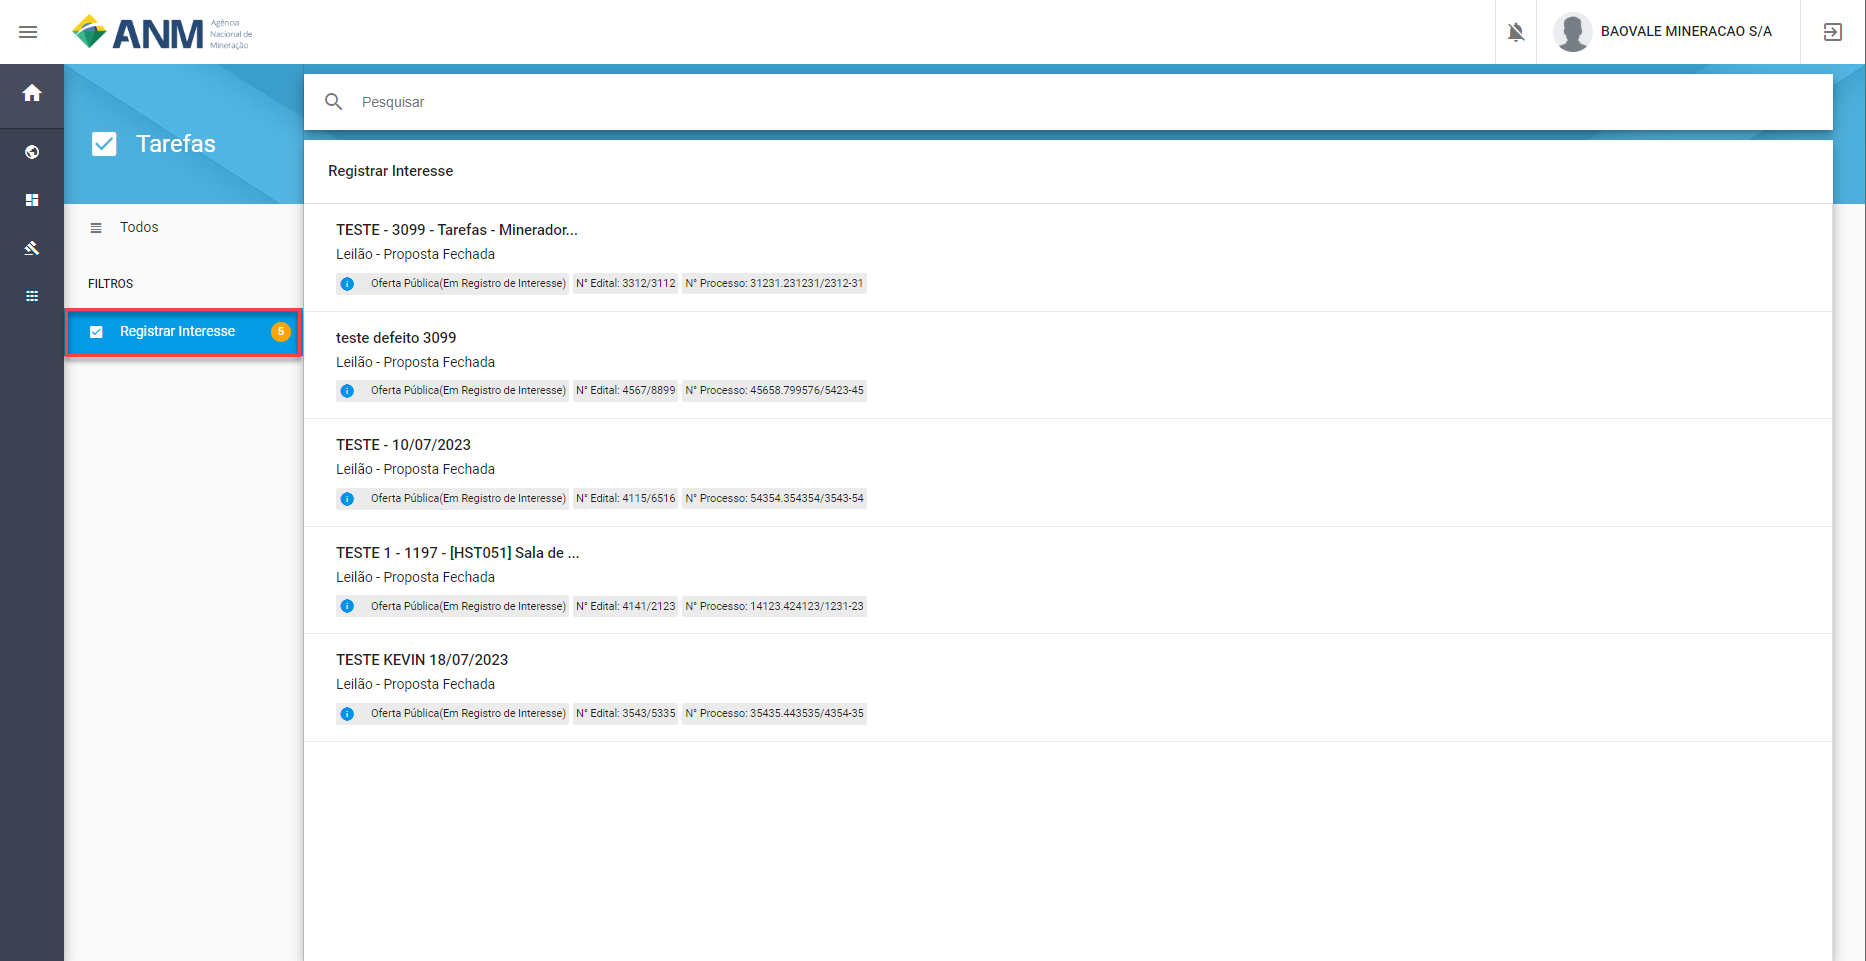 ANM
Agência
Nacional de
Mineração
BAOVALE MINERACAO S/A
Tarefas
Pesquisar
Todos
FILTROS
Registrar Interesse
5
Registrar Interesse
TESTE - 3099 - Tarefas - Minerador...
Leilão - Proposta Fechada
Oferta Pública(Em Registro de Interesse) N° Edital: 3312/3112 N° Processo: 31231.231231/2312-31
teste defeito 3099
Leilão - Proposta Fechada
Oferta Pública(Em Registro de Interesse) N° Edital: 4567/8899 N° Processo: 45658.799576/5423-45
TESTE - 10/07/2023
Leilão - Proposta Fechada
Oferta Pública(Em Registro de Interesse) N° Edital: 4115/6516 N° Processo: 54354.354354/3543-54
TESTE 1 - 1197 - [HST051] Sala de ...
Leilão - Proposta Fechada
Oferta Pública(Em Registro de Interesse) N° Edital: 4141/2123 N° Processo: 14123.424123/1231-23
TESTE KEVIN 18/07/2023
Leilão - Proposta Fechada
Oferta Pública(Em Registro de Interesse) N° Edital: 3543/5335 N° Processo: 35435.443535/4354-35